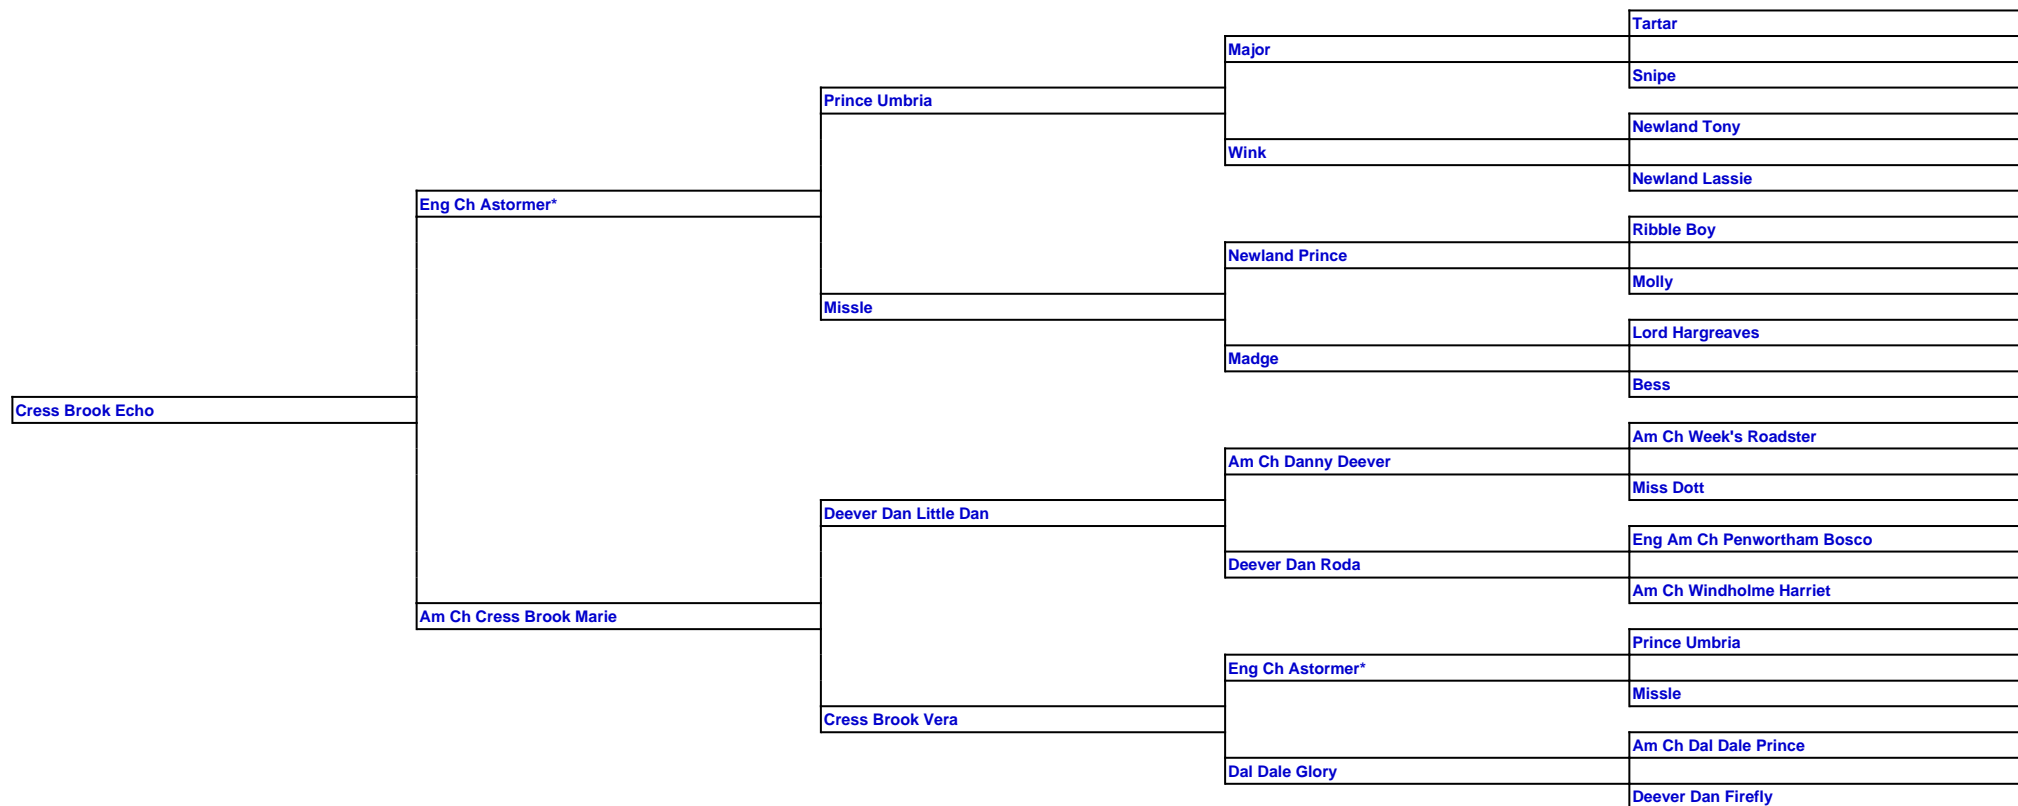 Tartar
Major
Snipe
Prince Umbria
Newland Tony
Wink
Newland Lassie
Eng Ch Astormer*
Ribble Boy
Newland Prince
Molly
Missle
Lord Hargreaves
Madge
Bess
Cress Brook Echo
Am Ch Week's Roadster
Am Ch Danny Deever
Miss Dott
Deever Dan Little Dan
Eng Am Ch Penwortham Bosco
Deever Dan Roda
Am Ch Windholme Harriet
Am Ch Cress Brook Marie
Prince Umbria
Eng Ch Astormer*
Missle
Cress Brook Vera
Am Ch Dal Dale Prince
Dal Dale Glory
Deever Dan Firefly